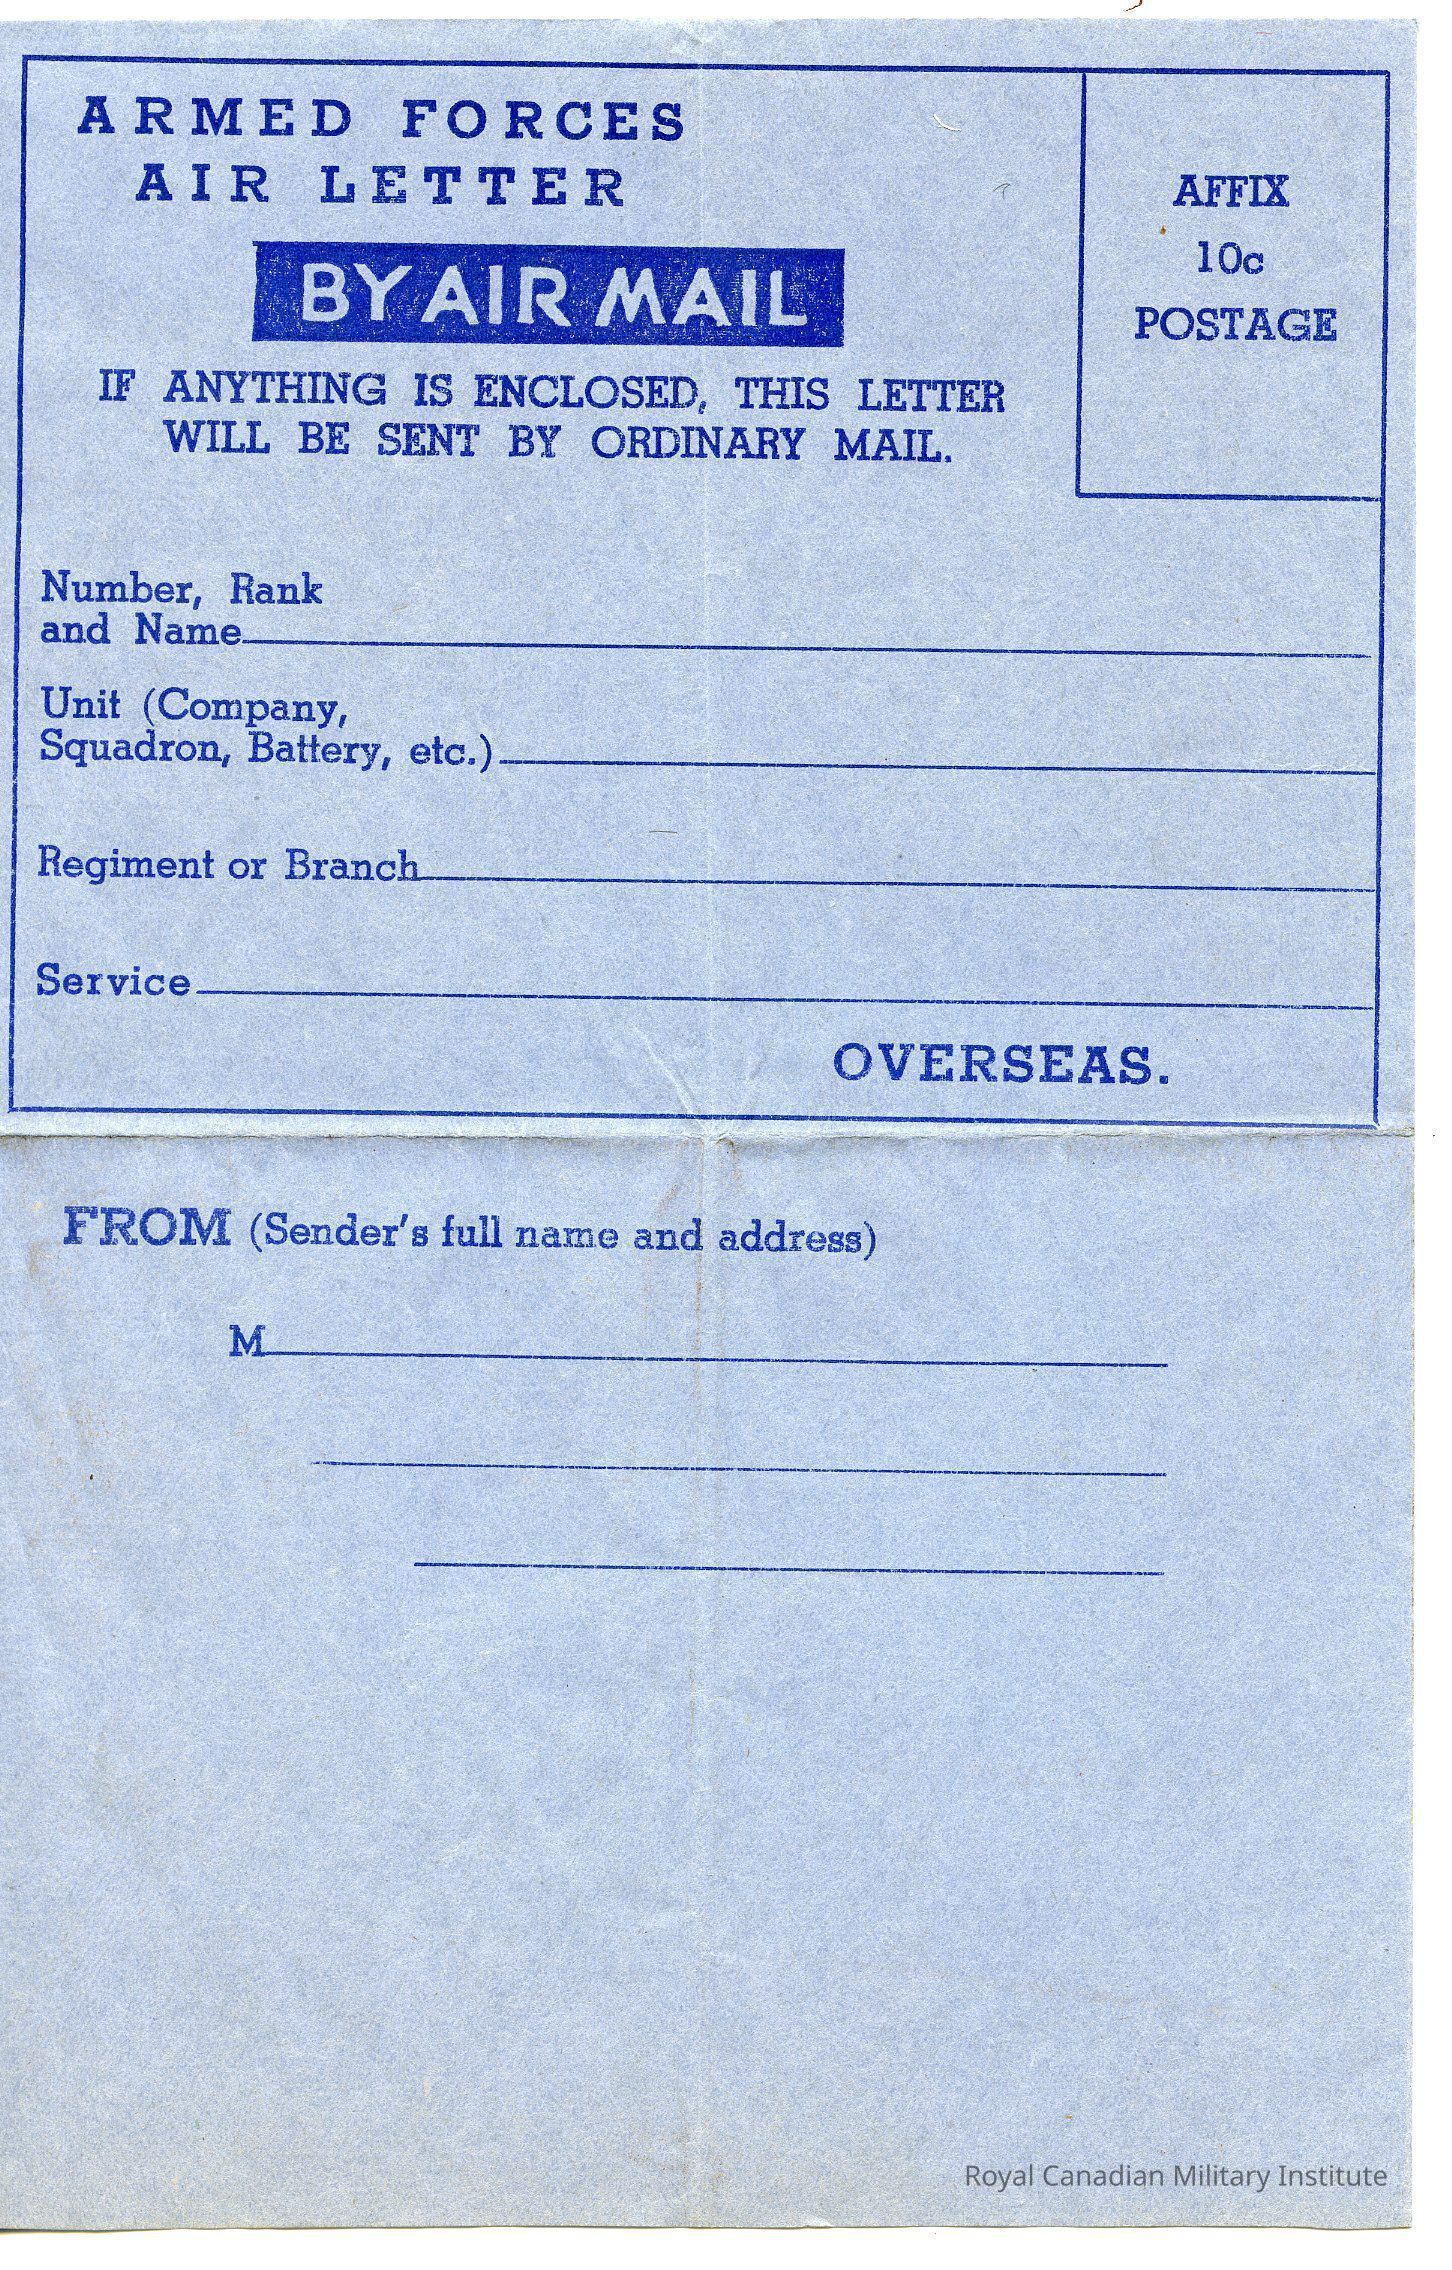 ARMED FORCES
AIR LETTER
BY AIR MAIL
IF ANYTHING IS ENCLOSED, THIS LETTER
WILL BE SENT BY ORDINARY MAIL.
AFFIX
10c
POSTAGE
Number, Rank
and Name
Unit (Company,
Squadron, Battery, etc.)
Regiment or Branch
Service
OVERSEAS.
FROM (Sender's full name and address)
M
Royal Canadian Military Institute